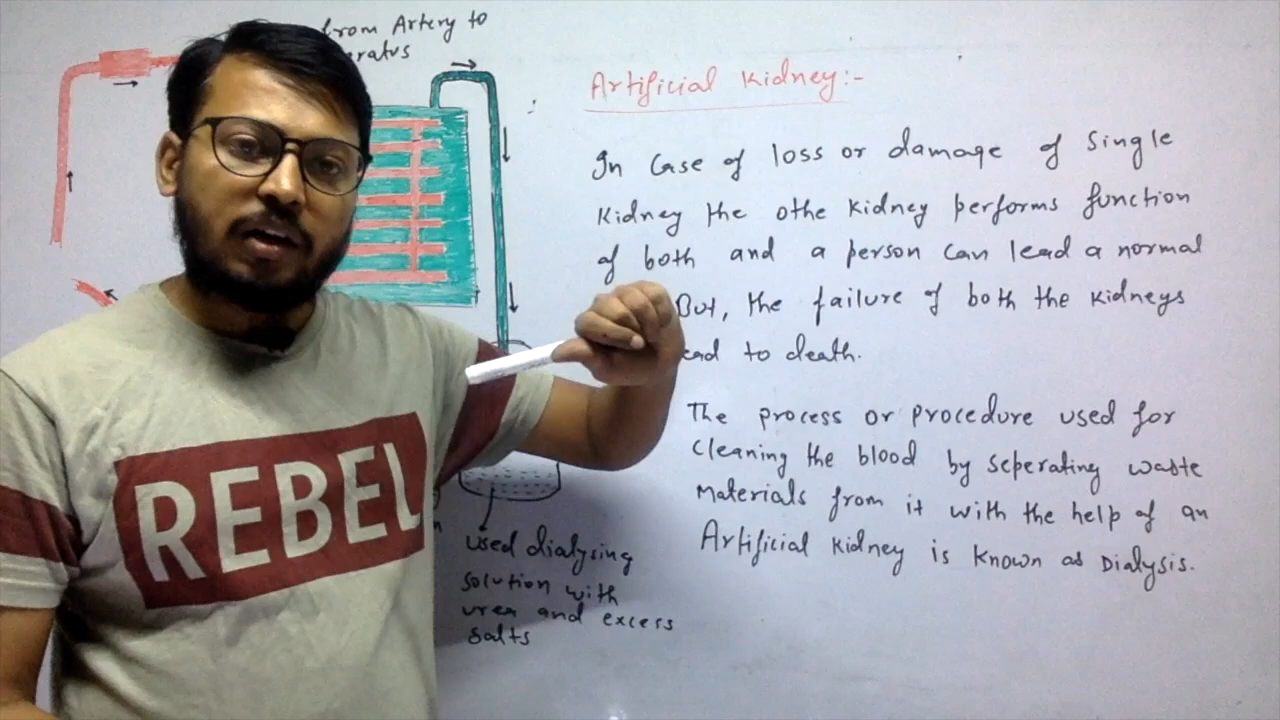 from Artery to
Artificial Kidney:-
In Case of loss or damage of Single
Kidney the othe Kidney performs function
of both and a person can lead a normal
But, the failure of both the Kidneys
to death.
The process or procedure used for
cleaning the blood by seperating waste
materials from it with the help of an
Artificial Kidney is known as Dialysis.
REBEL
used dialysing
solution with
urea and excess
salts